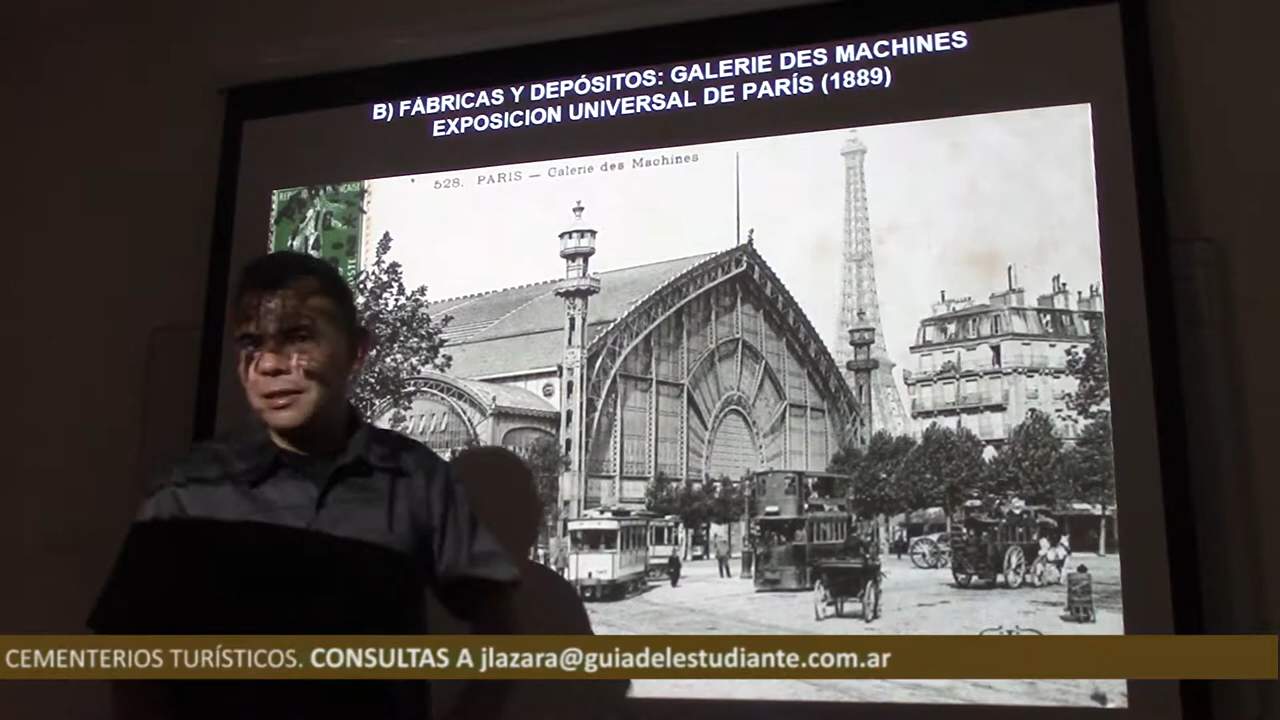 B) FÁBRICAS Y DEPÓSITOS: GALERIE DES MACHINES
EXPOSICION UNIVERSAL DE PARÍS (1889)
528. PARIS — Galerie des Machines
CEMENTERIOS TURÍSTICOS. CONSULTAS A jlazara@guiadelestudiante.com.ar